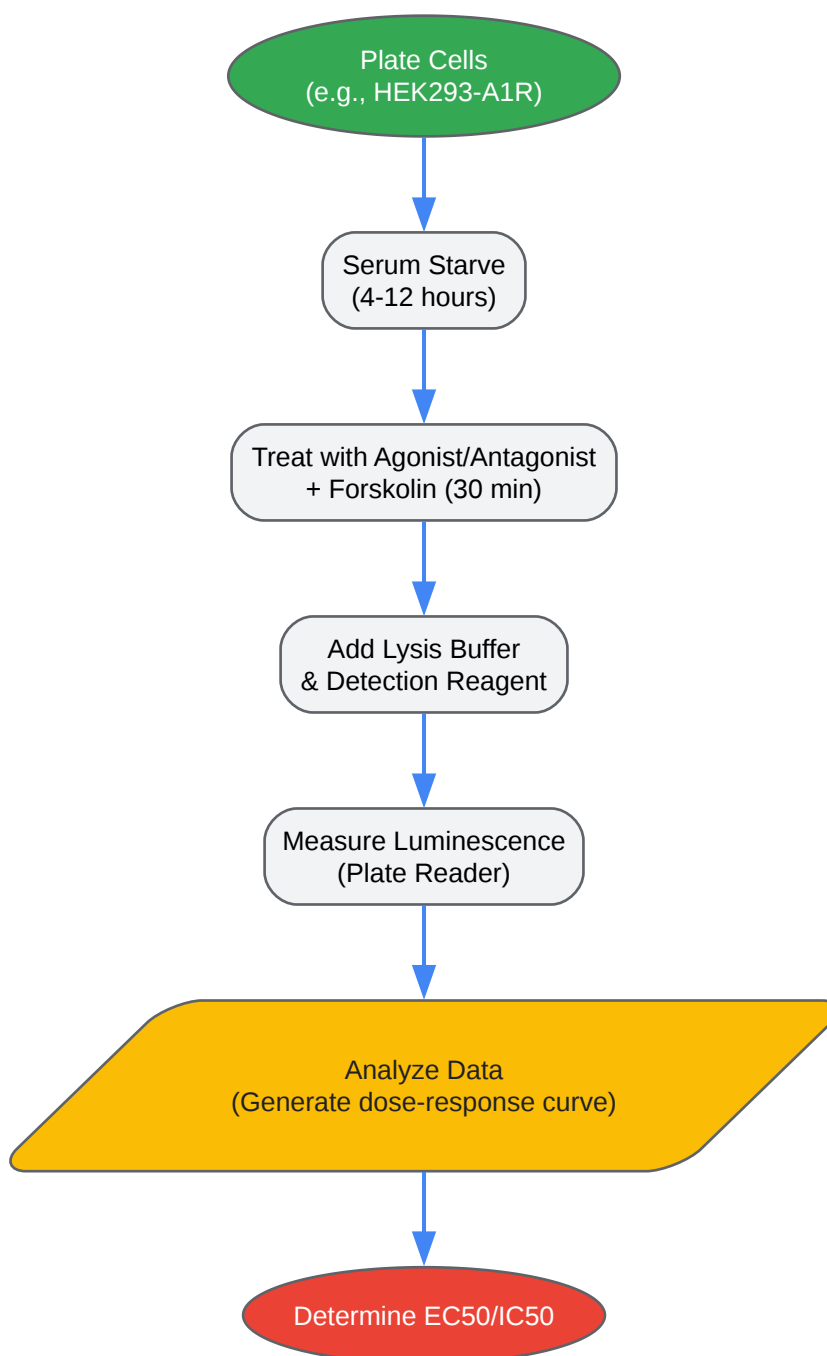 Plate Cells
(e.g., HEK293-A1R)
Serum Starve
(4-12 hours)
Treat with Agonist/Antagonist
+ Forskolin (30 min)
Add Lysis Buffer
& Detection Reagent
Measure Luminescence
(Plate Reader)
Analyze Data
(Generate dose-response curve)
Determine EC50/IC50